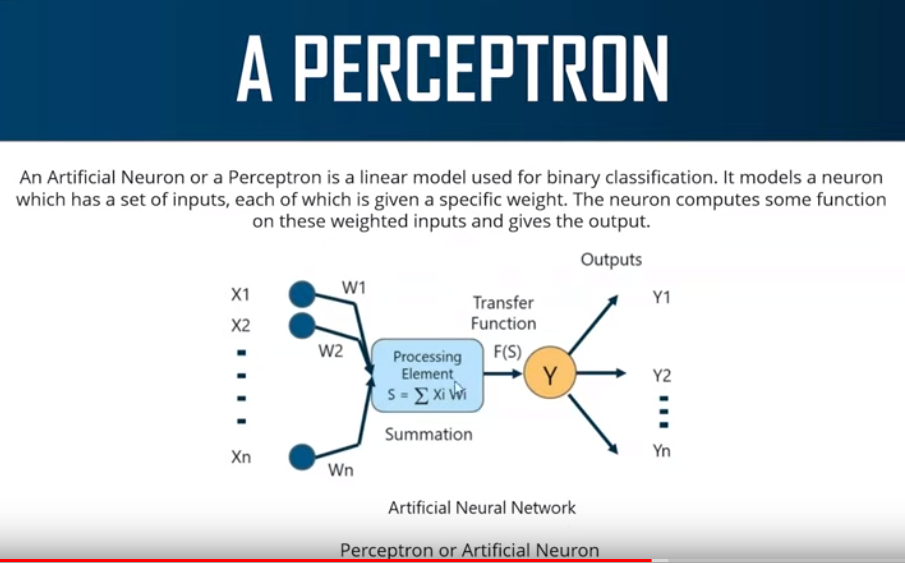 A PERCEPTRON
An Artificial Neuron or a Perceptron is a linear model used for binary classification. It models a neuron
which has a set of inputs, each of which is given a specific weight. The neuron computes some function
on these weighted inputs and gives the output.
Outputs
X1
W1
Transfer
Function
Y1
X2
W2
Processing
Element
S = ∑ Xi Wi
F(S)
Y
Y2
Summation
Xn
Wn
Yn
Artificial Neural Network
Perceptron or Artificial Neuron